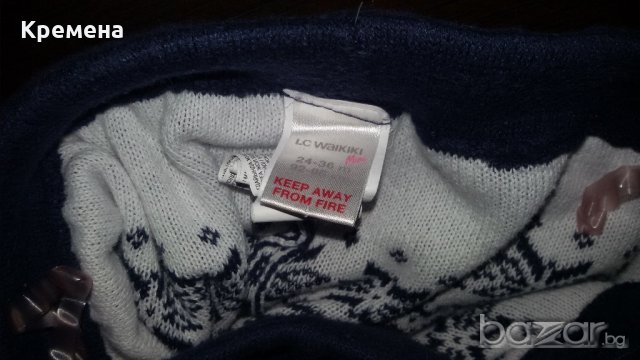 Кремена
LC WAIKIKI
24-36
KEEP AWAY
FROM FIRE
bazar.bg